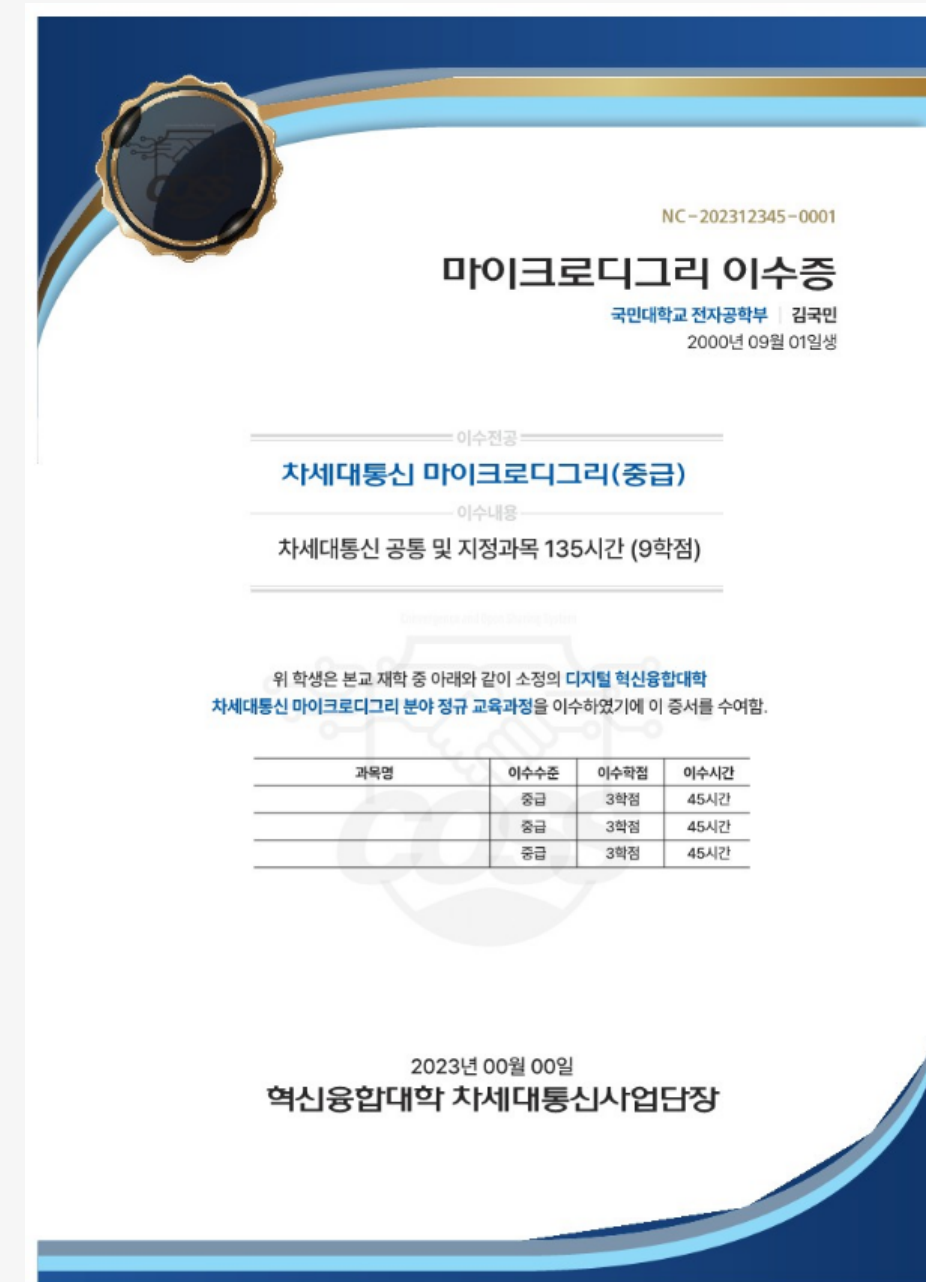 COSS
NC-202312345-0001
마이크로디그리 이수증
국민대학교 전자공학부 | 김국민
2000년 09월 01일생
이수전공
차세대통신 마이크로디그리(중급)
이수내용
차세대통신 공통 및 지정과목 135시간 (9학점)
위 학생은 본교 재학 중 아래와 같이 소정의 디지털 혁신융합대학
차세대통신 마이크로디그리 분야 정규 교육과정을 이수하였기에 이 증서를 수여함.
과목명 이수수준 이수학점 이수시간
중급 3학점 45시간
중급 3학점 45시간
중급 3학점 45시간
COSS
2023년 00월 00일
혁신융합대학 차세대통신사업단장